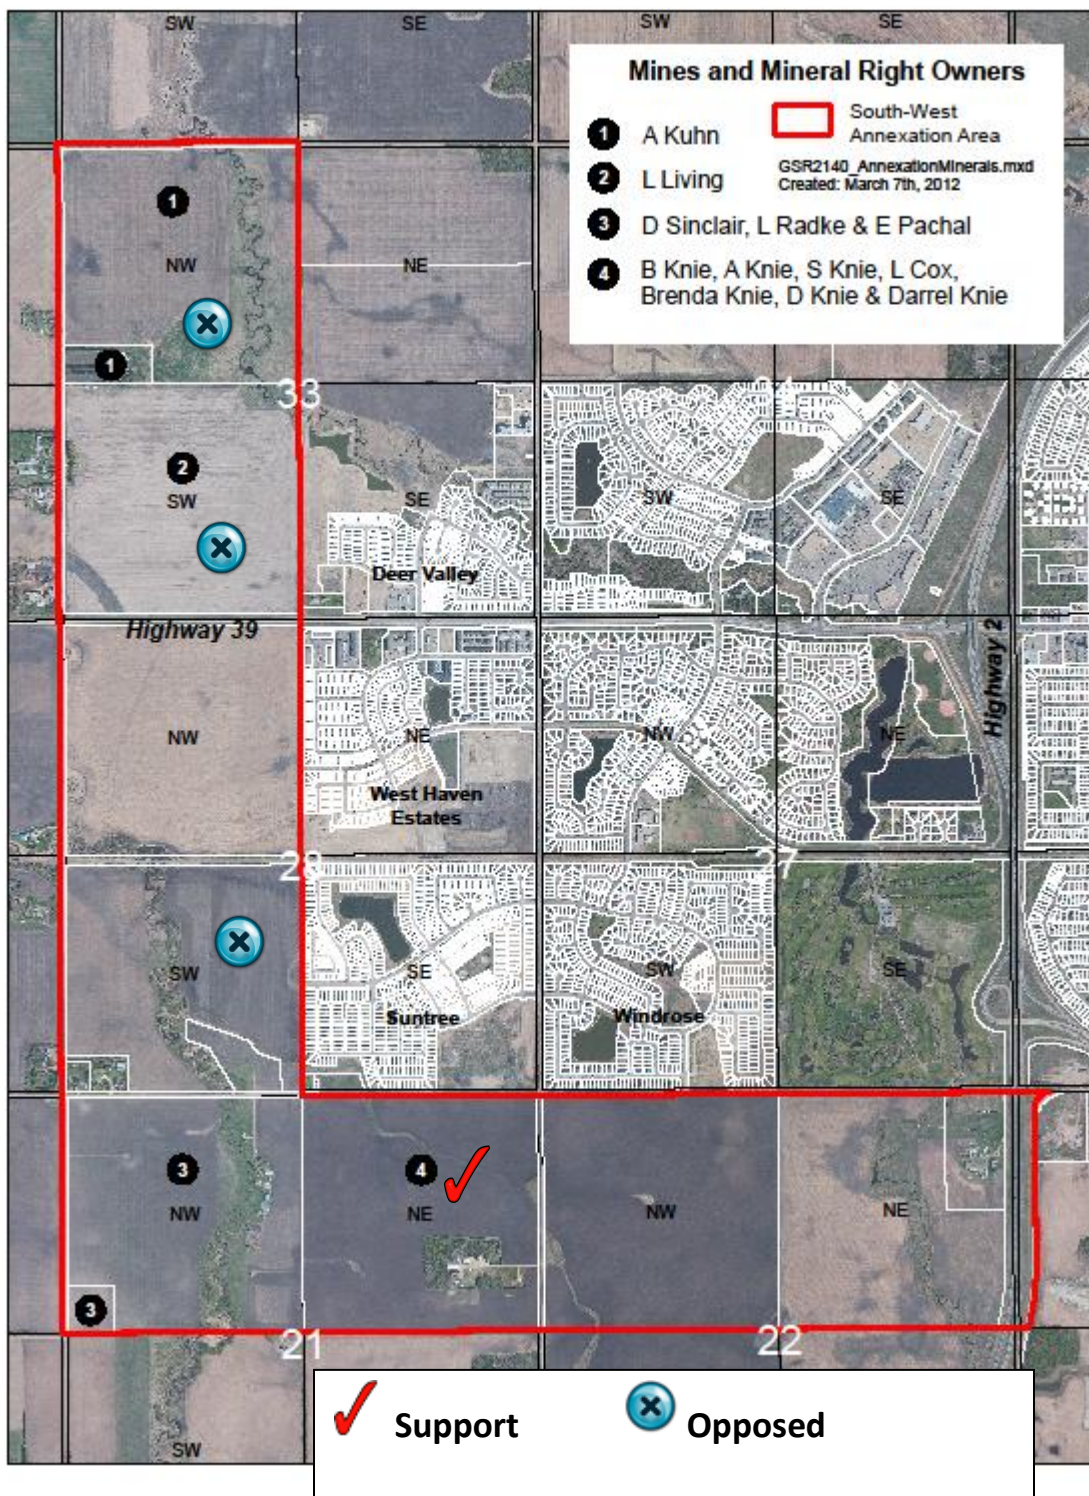 SW
SE
SW
SE
Mines and Mineral Right Owners
1 A Kuhn
South-West
Annexation Area
2 L Living
GSR2140_AnnexationMinerals.mxd
Created: March 7th, 2012
3 D Sinclair, L Radke & E Pachal
4 B Knie, A Knie, S Knie, L Cox,
Brenda Knie, D Knie & Darrel Knie
1
NW
NE
1
33
2
SW
SE
SW
SE
Deer Valley
Highway 39
Highway 2
NW
NE
NW
NE
West Haven
Estates
28
27
SW
SE
SW
SE
Suntree
Windrose
3
4
NW
NE
NW
NE
3
21
22
Support
Opposed
SW